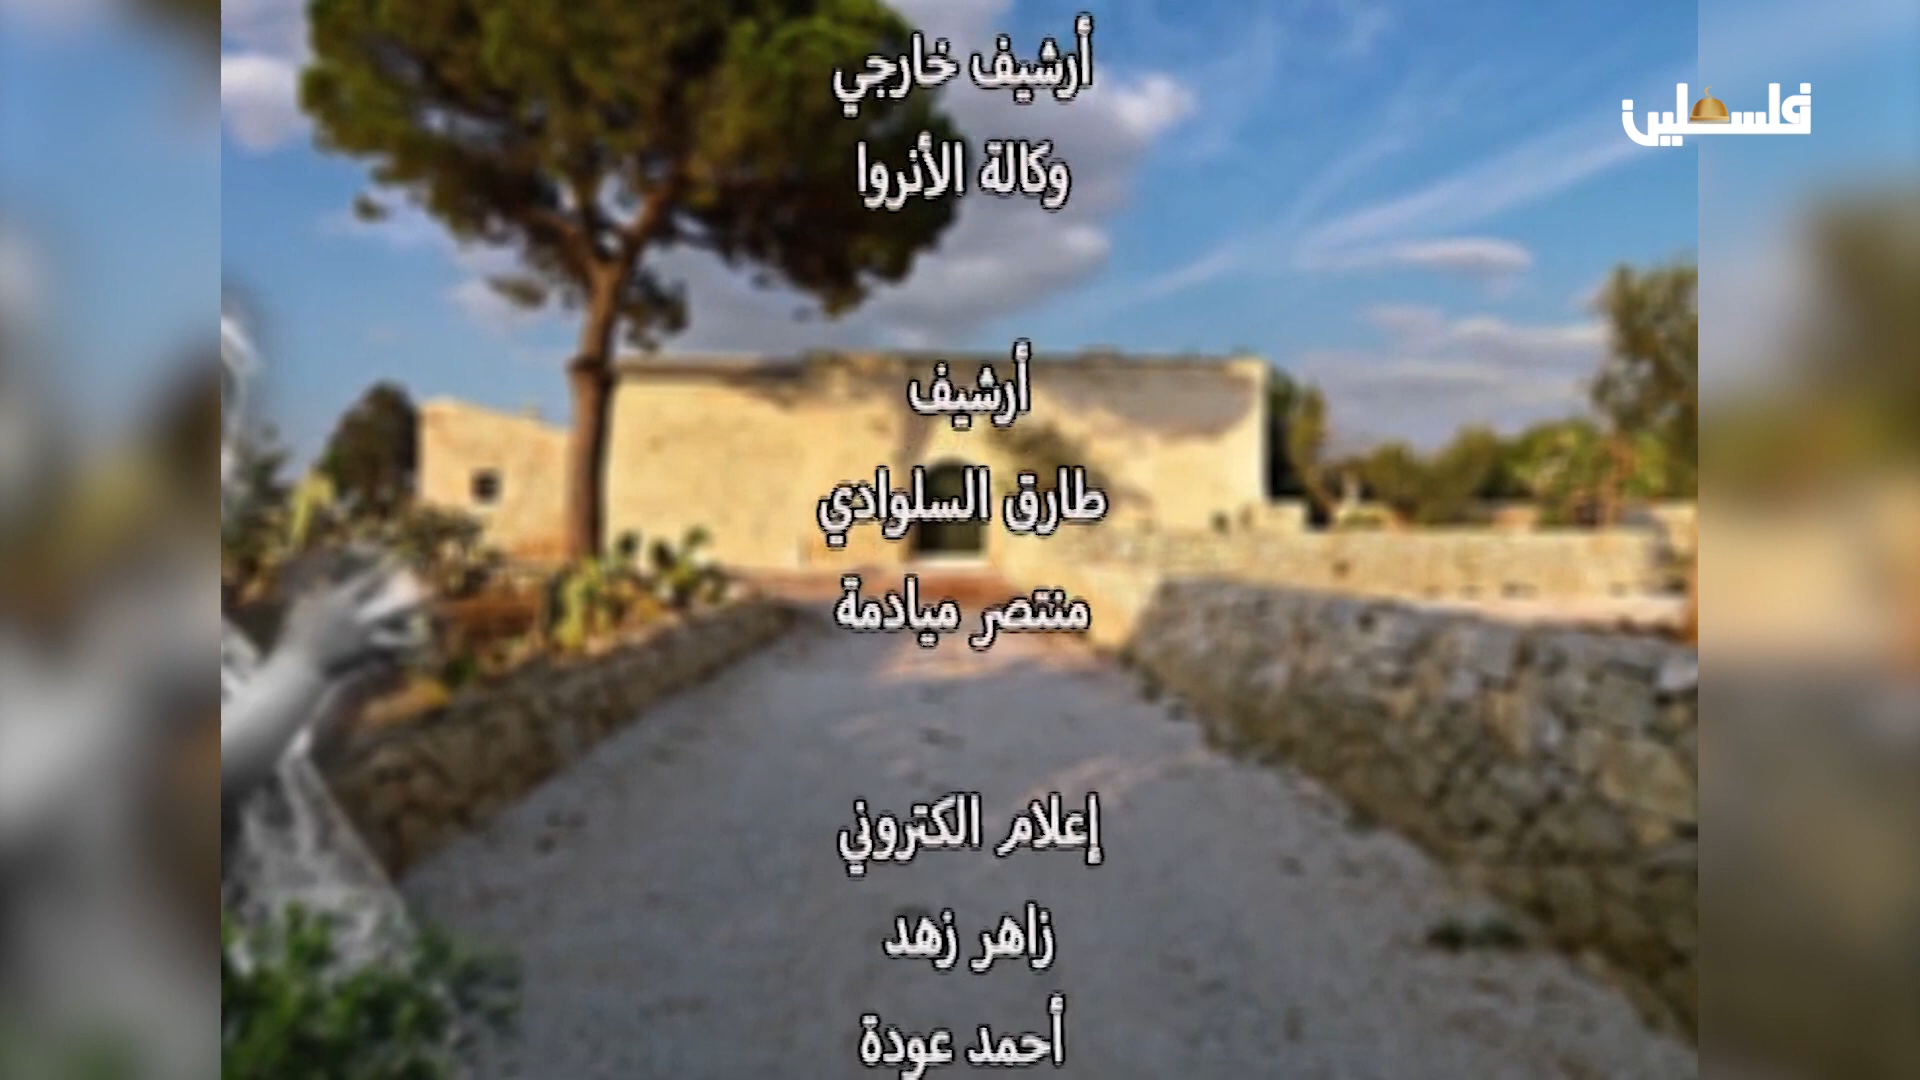 أرشيف خارجي
فلسطين
وكالة الأنروا
أرشيف
طارق السلوادي
منتصر ميادمة
إعلام الكتروني
زاهر زهد
أحمد عودة